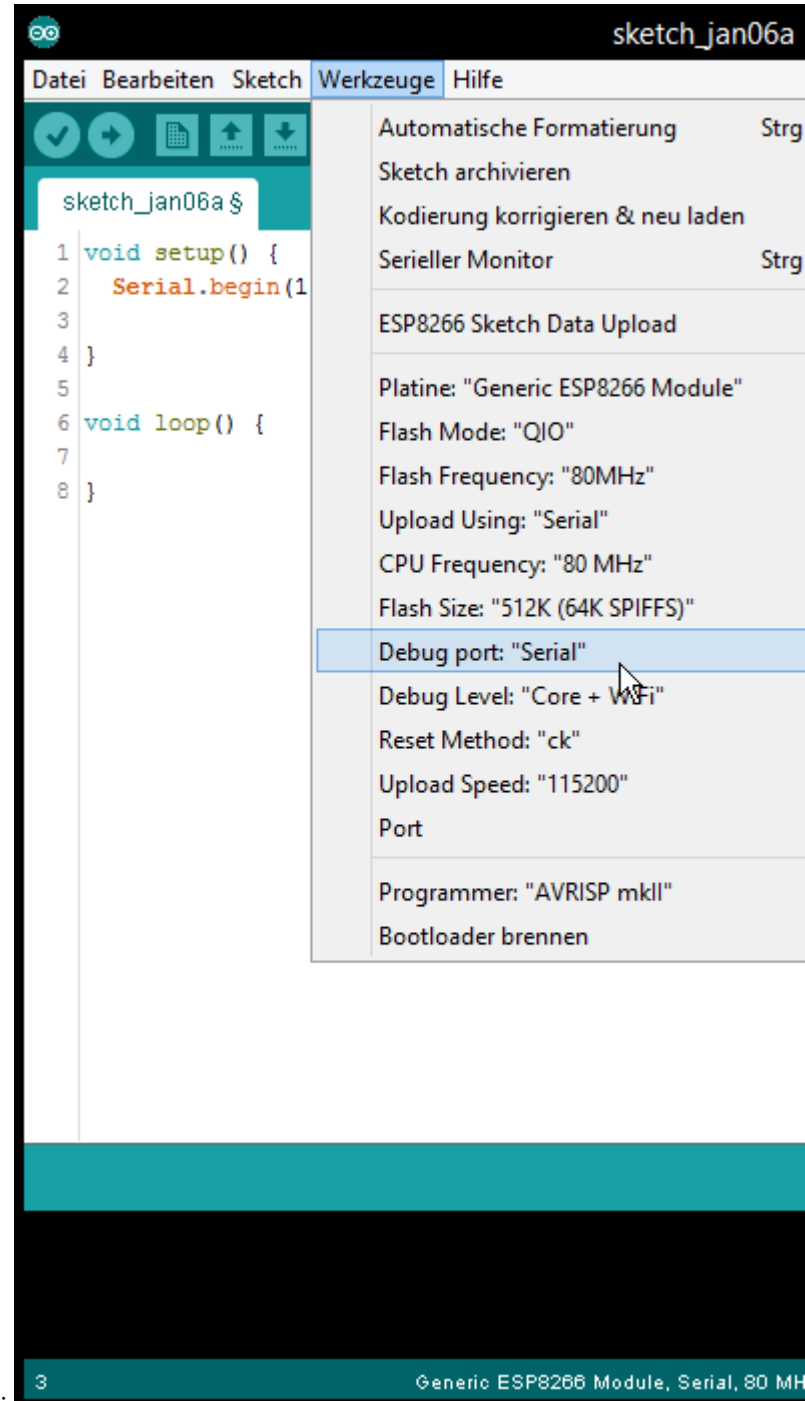 sketch_jan06a
Datei Bearbeiten Sketch Werkzeuge Hilfe
Automatische Formatierung Strg
Sketch archivieren
Kodierung korrigieren & neu laden
Serieller Monitor Strg
ESP8266 Sketch Data Upload
Platine: "Generic ESP8266 Module"
Flash Mode: "QIO"
Flash Frequency: "80MHz"
Upload Using: "Serial"
CPU Frequency: "80 MHz"
Flash Size: "512K (64K SPIFFS)"
Debug port: "Serial"
Debug Level: "Core + WiFi"
Reset Method: "ck"
Upload Speed: "115200"
Port
Programmer: "AVRISP mkII"
Bootloader brennen
sketch_jan06a §
1 void setup() {
2 Serial.begin(1
3
4 }
5
6 void loop() {
7
8 }
3 Generic ESP8266 Module, Serial, 80 MH
.